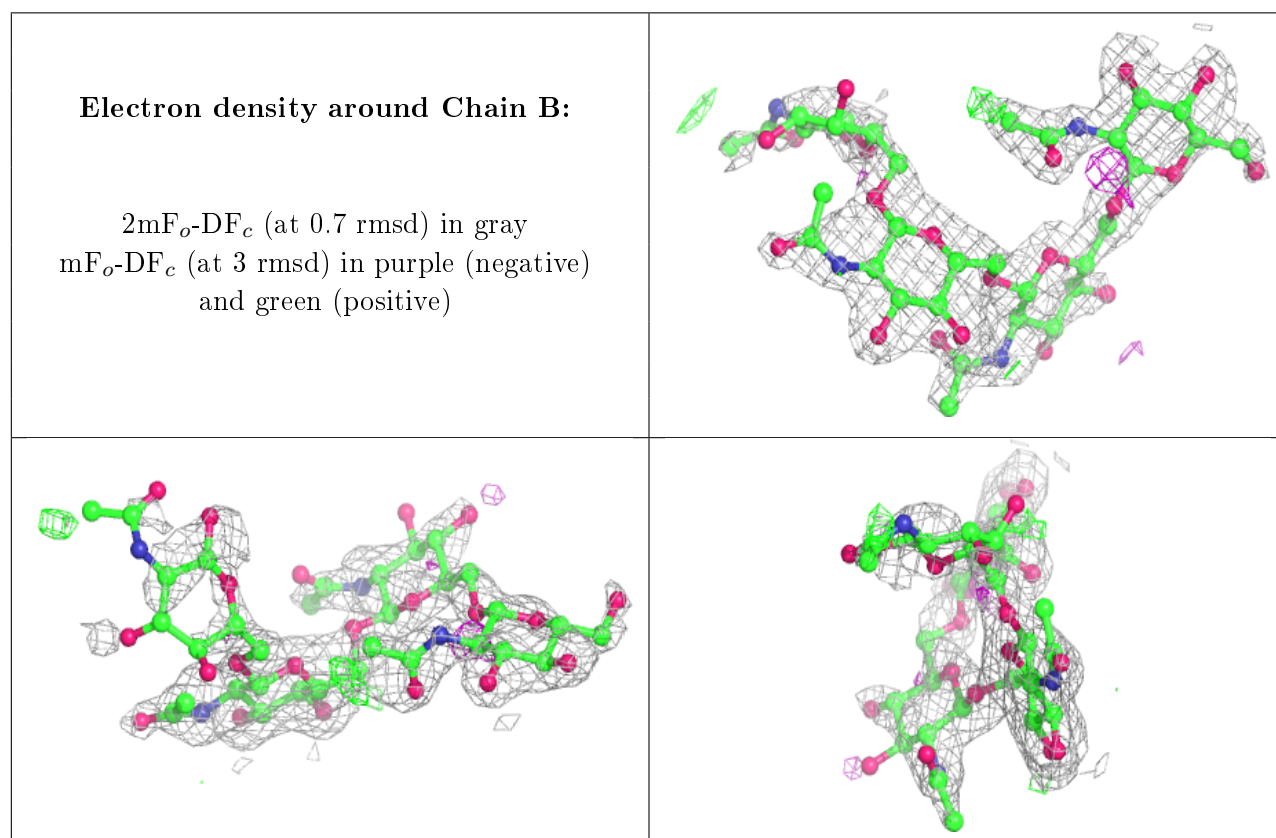 Electron density around Chain B:
2mFₒ-DF𝒸 (at 0.7 rmsd) in gray
mFₒ-DF𝒸 (at 3 rmsd) in purple (negative)
and green (positive)